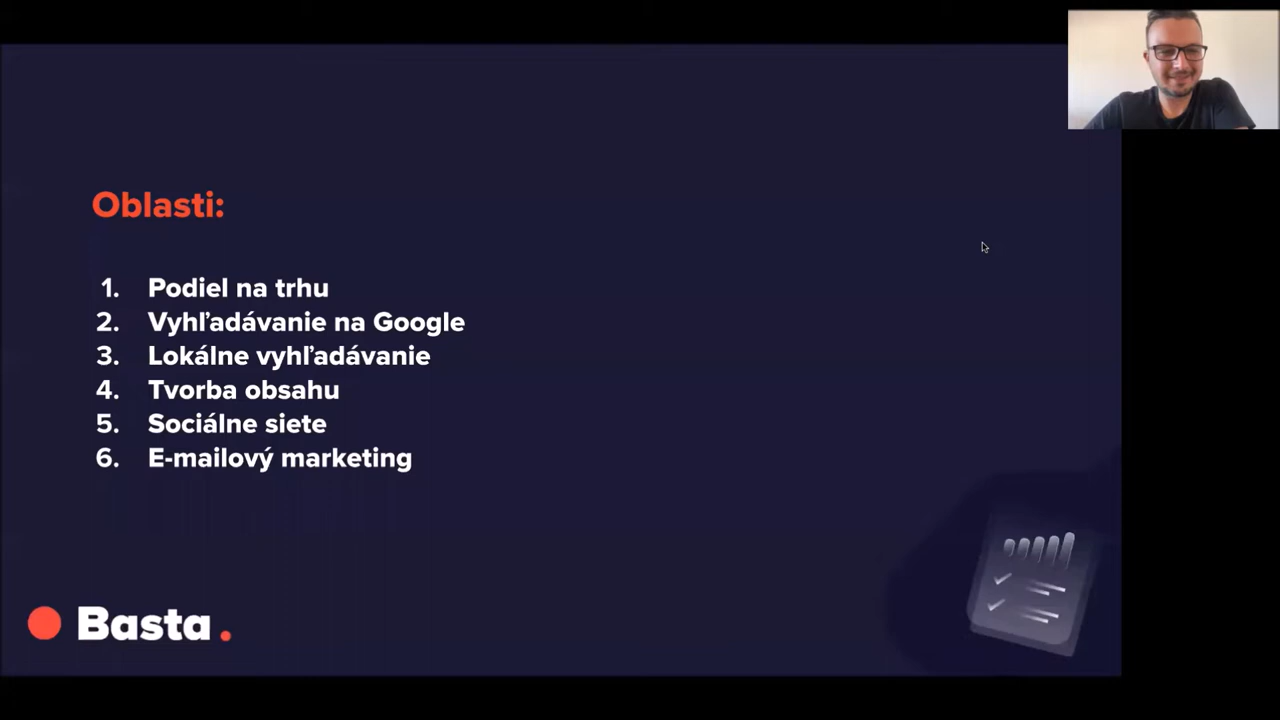 Oblasti:
1. Podiel na trhu
2. Vyhľadávanie na Google
3. Lokálne vyhľadávanie
4. Tvorba obsahu
5. Sociálne siete
6. E-mailový marketing
Basta.